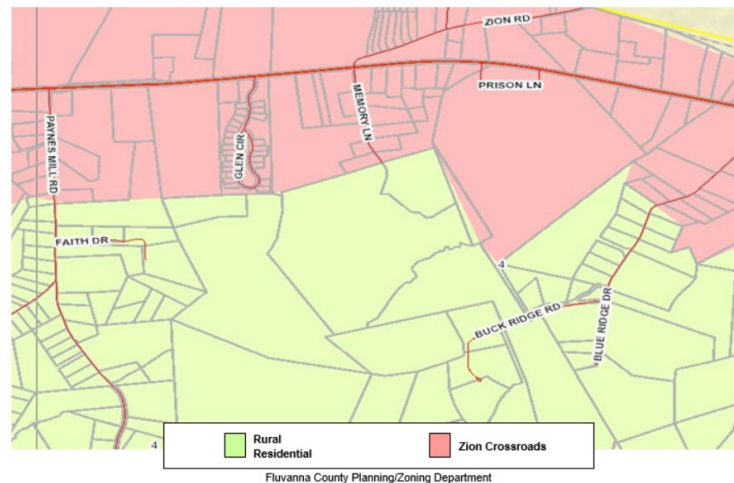 ZION RD
PRISON LN
MEMORY LN
GLEN CIR
PAYNES MILL RD
FAITH DR
4
BUCK RIDGE RD
BLUE RIDGE DR
4
Rural
Residential
Zion Crossroads
Fluvanna County Planning/Zoning Department